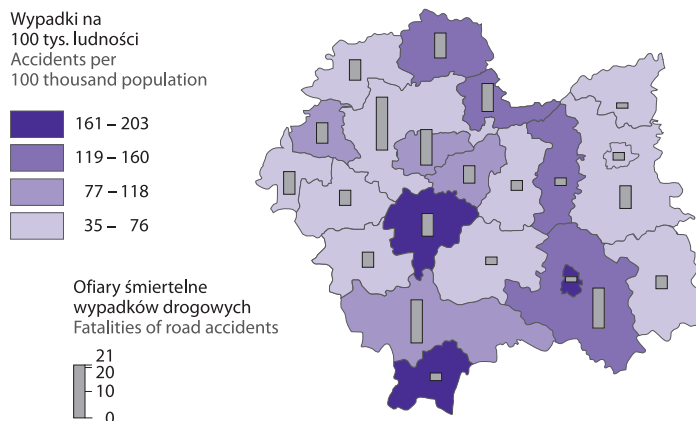 Wypadki na
100 tys. ludności
Accidents per
100 thousand population
161 – 203
119 – 160
77 – 118
35 – 76
Ofiary śmiertelne
wypadków drogowych
Fatalities of road accidents
21
20
10
0